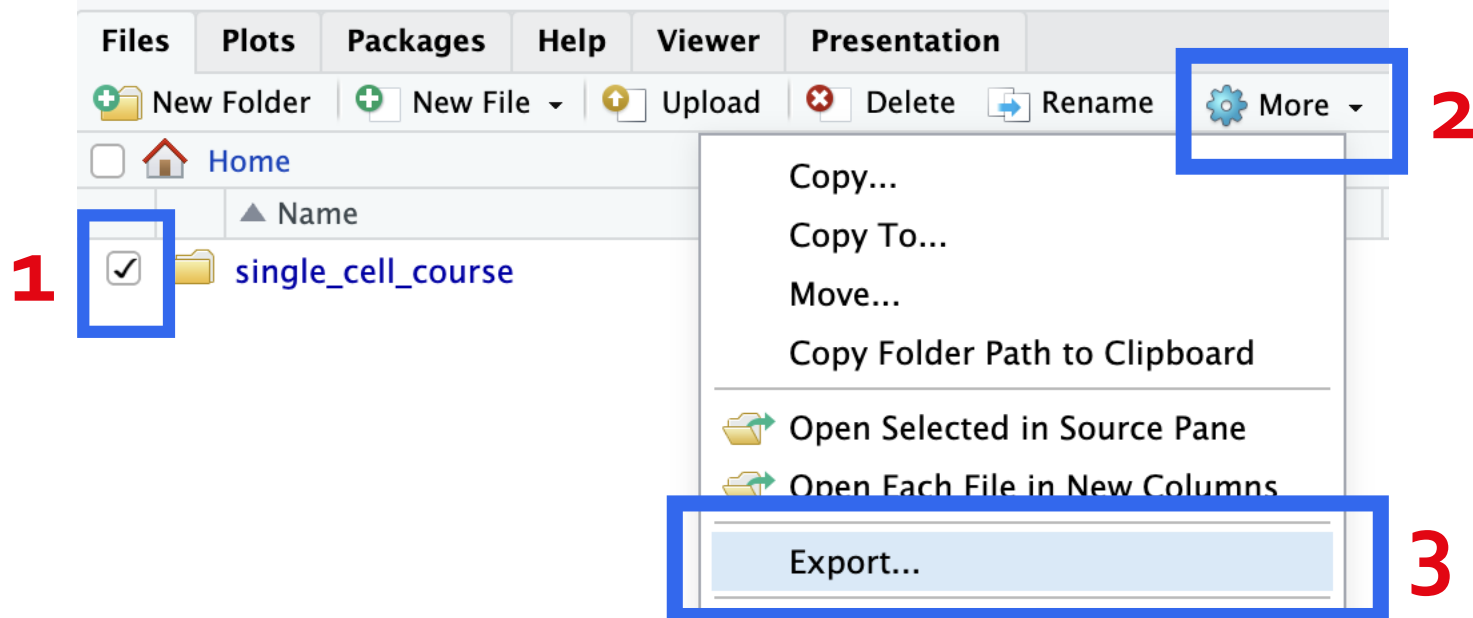 Files Plots Packages Help Viewer Presentation
New Folder New File Upload Delete Rename More
2
Home
Name
1
single_cell_course
Copy...
Copy To...
Move...
Copy Folder Path to Clipboard
Open Selected in Source Pane
Open Each File in New Columns
Export...
3